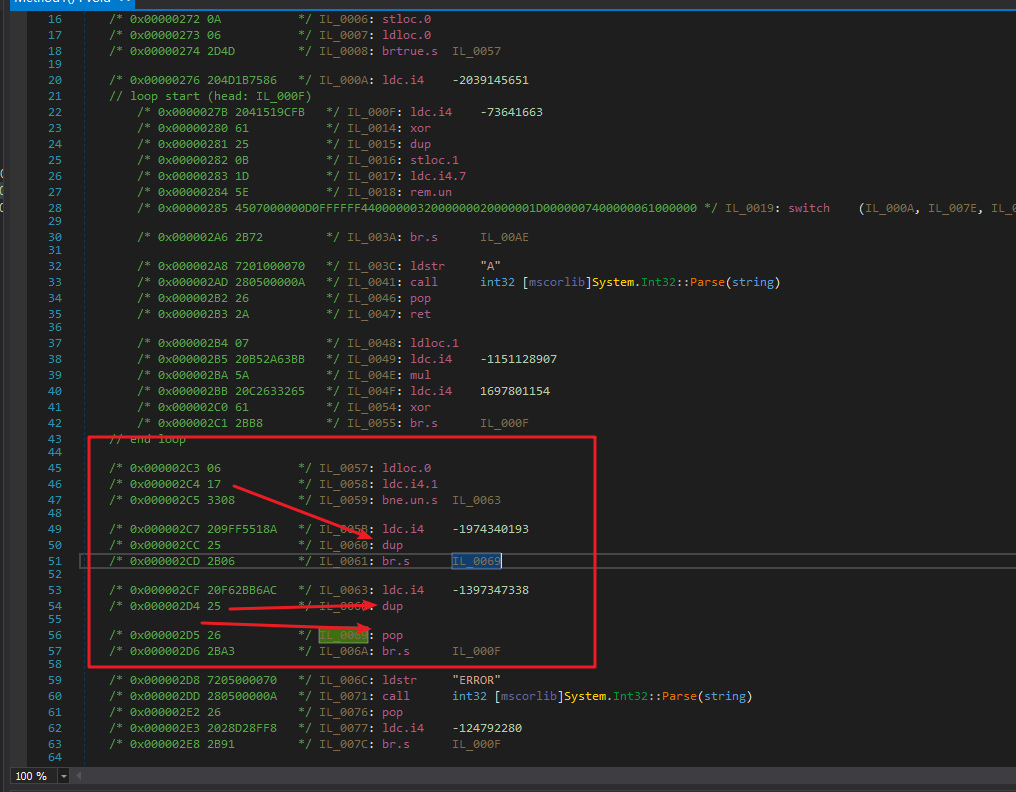 16 /* 0x00000272 0A */ IL_0006: stloc.0
17 /* 0x00000273 06 */ IL_0007: ldloc.0
18 /* 0x00000274 2D4D */ IL_0008: brtrue.s IL_0057
19
20 /* 0x00000276 204D1B7586 */ IL_000A: ldc.i4 -2039145651
21 // loop start (head: IL_000F)
22 /* 0x0000027B 2041519CFB */ IL_000F: ldc.i4 -73641663
23 /* 0x00000280 61 */ IL_0014: xor
24 /* 0x00000281 25 */ IL_0015: dup
25 /* 0x00000282 0B */ IL_0016: stloc.1
26 /* 0x00000283 1D */ IL_0017: ldc.i4.7
27 /* 0x00000284 5E */ IL_0018: rem.un
28 /* 0x00000285 4507000000D0FFFFFF4400000032000000020000001D0000007400000061000000 */ IL_0019: switch (IL_000A, IL_007E,
29
30 /* 0x000002A6 2B72 */ IL_003A: br.s IL_00AE
31
32 /* 0x000002A8 7201000070 */ IL_003C: ldstr "A"
33 /* 0x000002AD 280500000A */ IL_0041: call int32 [mscorlib]System.Int32::Parse(string)
34 /* 0x000002B2 26 */ IL_0046: pop
35 /* 0x000002B3 2A */ IL_0047: ret
36
37 /* 0x000002B4 07 */ IL_0048: ldloc.1
38 /* 0x000002B5 20B52A63BB */ IL_0049: ldc.i4 -1151128907
39 /* 0x000002BA 5A */ IL_004E: mul
40 /* 0x000002BB 20C2633265 */ IL_004F: ldc.i4 1697801154
41 /* 0x000002C0 61 */ IL_0054: xor
42 /* 0x000002C1 2BB8 */ IL_0055: br.s IL_000F
43 // end loop
44
45 /* 0x000002C3 06 */ IL_0057: ldloc.0
46 /* 0x000002C4 17 */ IL_0058: ldc.i4.1
47 /* 0x000002C5 3308 */ IL_0059: bne.un.s IL_0063
48
49 /* 0x000002C7 209FF5518A */ IL_005B: ldc.i4 -1974340193
50 /* 0x000002CC 25 */ IL_0060: dup
51 /* 0x000002CD 2B06 */ IL_0061: br.s IL_0069
52
53 /* 0x000002CF 20F62BB6AC */ IL_0063: ldc.i4 -1397347338
54 /* 0x000002D4 25 */ dup
55
56 /* 0x000002D5 26 */ IL_0069: pop
57 /* 0x000002D6 2BA3 */ IL_006A: br.s IL_000F
58
59 /* 0x000002D8 7205000070 */ IL_006C: ldstr "ERROR"
60 /* 0x000002DD 280500000A */ IL_0071: call int32 [mscorlib]System.Int32::Parse(string)
61 /* 0x000002E2 26 */ IL_0076: pop
62 /* 0x000002E3 2028D28FF8 */ IL_0077: ldc.i4 -124792280
63 /* 0x000002E8 2B91 */ IL_007C: br.s IL_000F
64
100 %